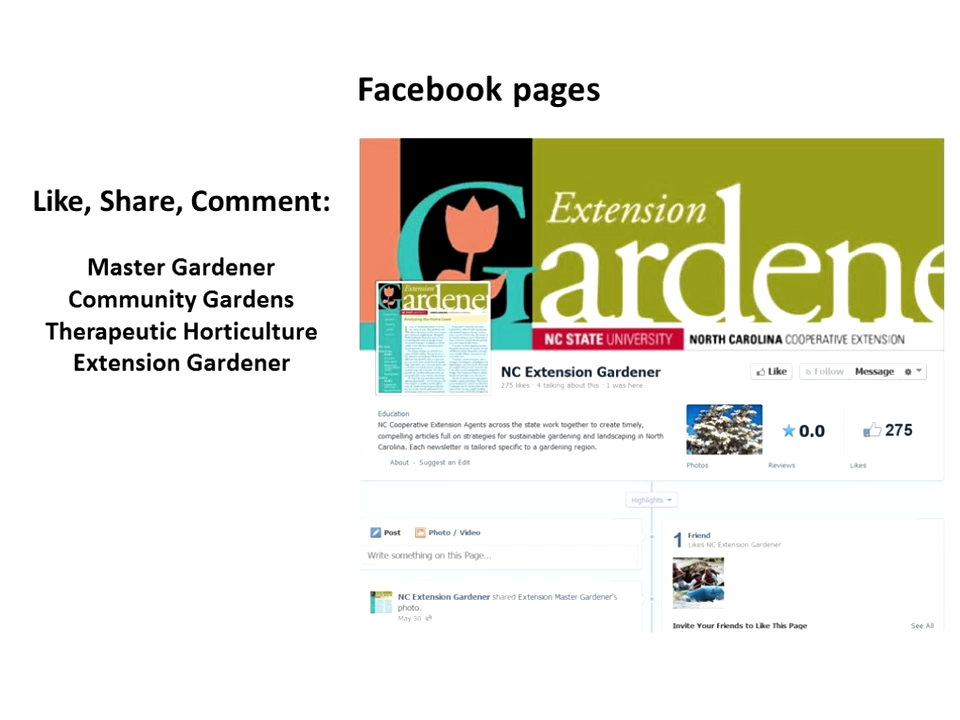 Facebook pages
Like, Share, Comment:
Master Gardener
Community Gardens
Therapeutic Horticulture
Extension Gardener
Extension
Gardene
NC STATE UNIVERSITY NORTH CAROLINA COOPERATIVE EXTENSION
Extension
Gardene
NC Extension Gardener
275 likes · 4 talking about this · 1 was here
Like
Follow
Message
Education
NC Cooperative Extension Agents across the state work together to create timely,
compelling articles full on strategies for sustainable gardening and landscaping in North
Carolina. Each newsletter is tailored specific to a gardening region.
About - Suggest an Edit
0.0
275
Photos
Reviews
Likes
Highlights
Post
Photo / Video
Write something on this Page...
NC Extension Gardener shared Extension Master Gardener's
photo.
May 30
1 Friend
Likes NC Extension Gardener
Invite Your Friends to Like This Page
See All